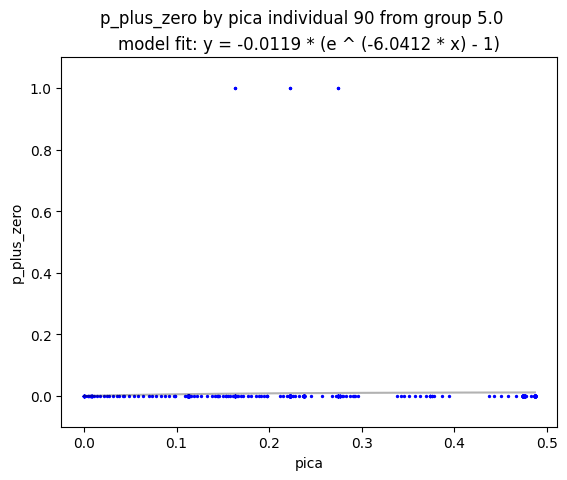 p_plus_zero by pica individual 90 from group 5.0
model fit: y = -0.0119 * (e ^ (-6.0412 * x) - 1)
1.0
0.8
0.6
0.4
0.2
0.0
p_plus_zero
0.0 0.1 0.2 0.3 0.4 0.5
pica